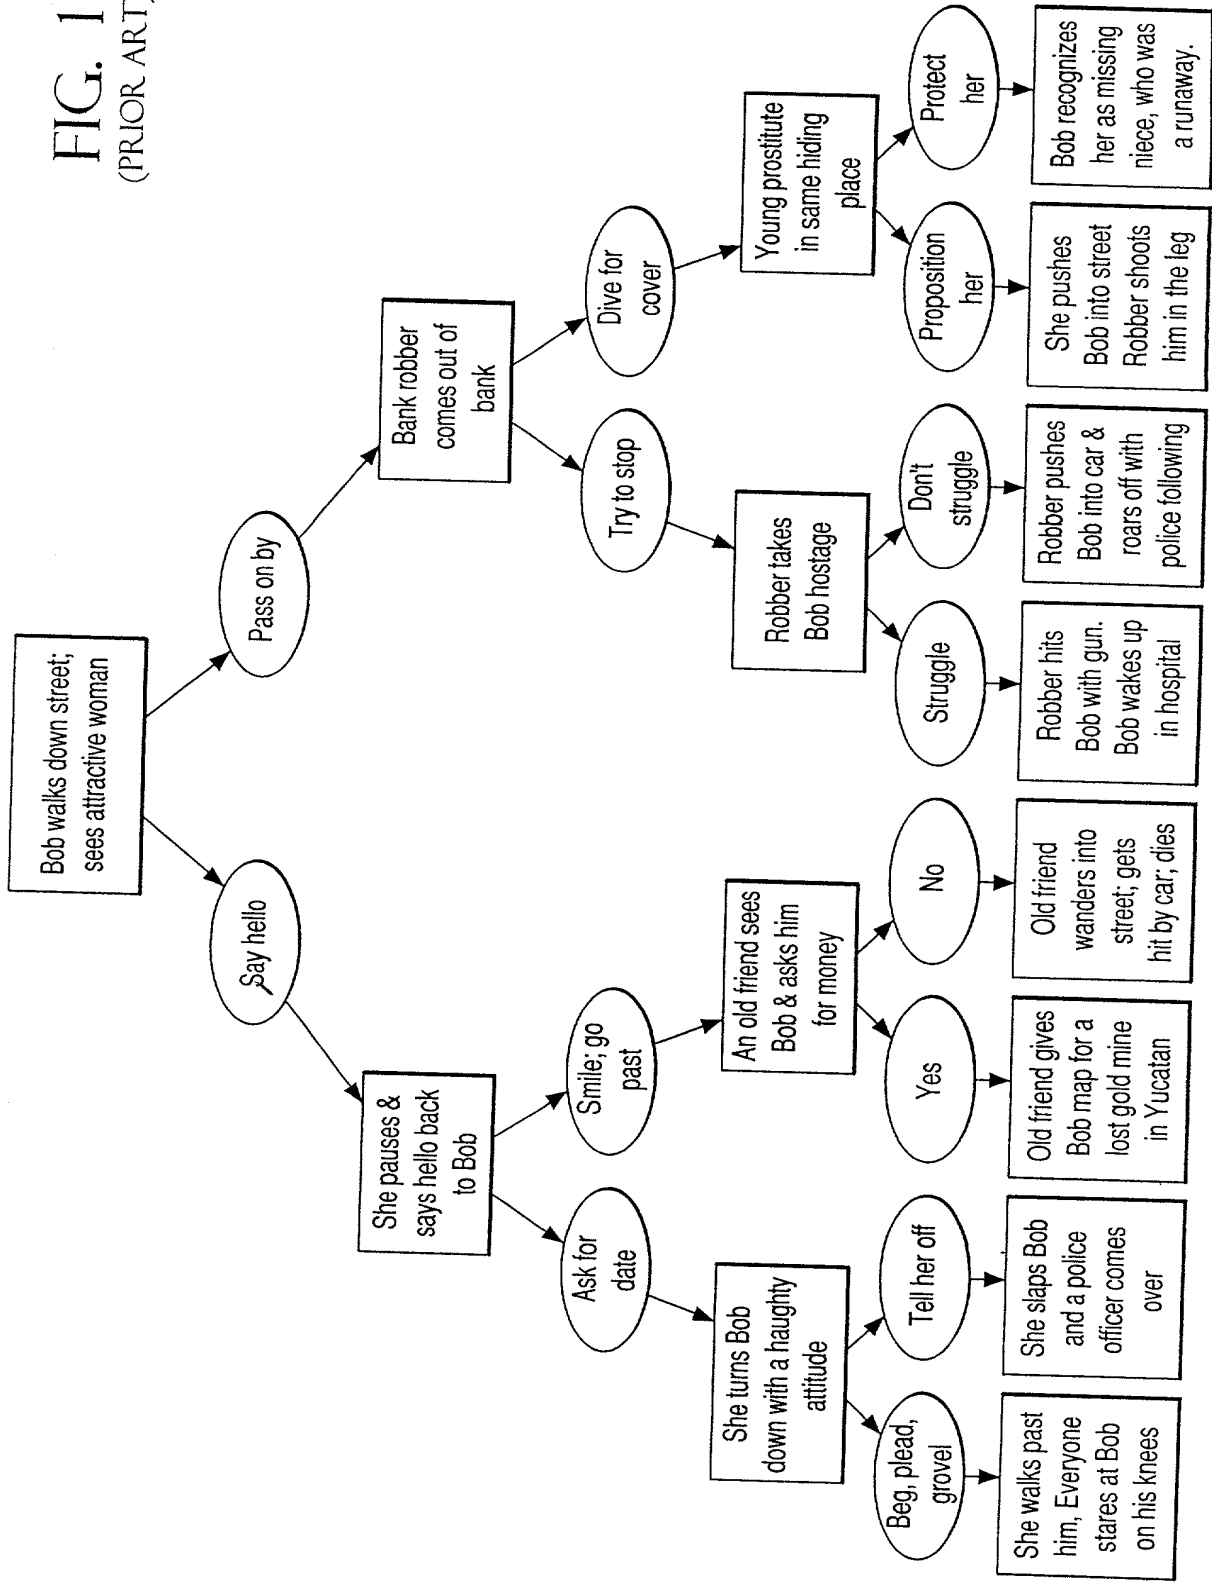 FIG. 1
(PRIOR ART)
Bob walks down street;
sees attractive woman
Say hello
Pass on by
She pauses &
says hello back
to Bob
Bank robber
comes out of
bank
Ask for
date
Smile; go
past
Try to stop
Dive for
cover
She turns Bob
down with a haughty
attitude
An old friend sees
Bob & asks him
for money
Robber takes
Bob hostage
Young prostitute
in same hiding
place
Beg, plead,
grovel
Tell her off
Yes
No
Struggle
Don't
struggle
Proposition
her
Protect
her
She walks past
him, Everyone
stares at Bob
on his knees
She slaps Bob
and a police
officer comes
over
Old friend gives
Bob map for a
lost gold mine
in Yucatan
Old friend
wanders into
street; gets
hit by car; dies
Robber hits
Bob with gun.
Bob wakes up
in hospital
Robber pushes
Bob into car &
roars off with
police following
She pushes
Bob into street
Robber shoots
him in the leg
Bob recognizes
her as missing
niece, who was
a runaway.